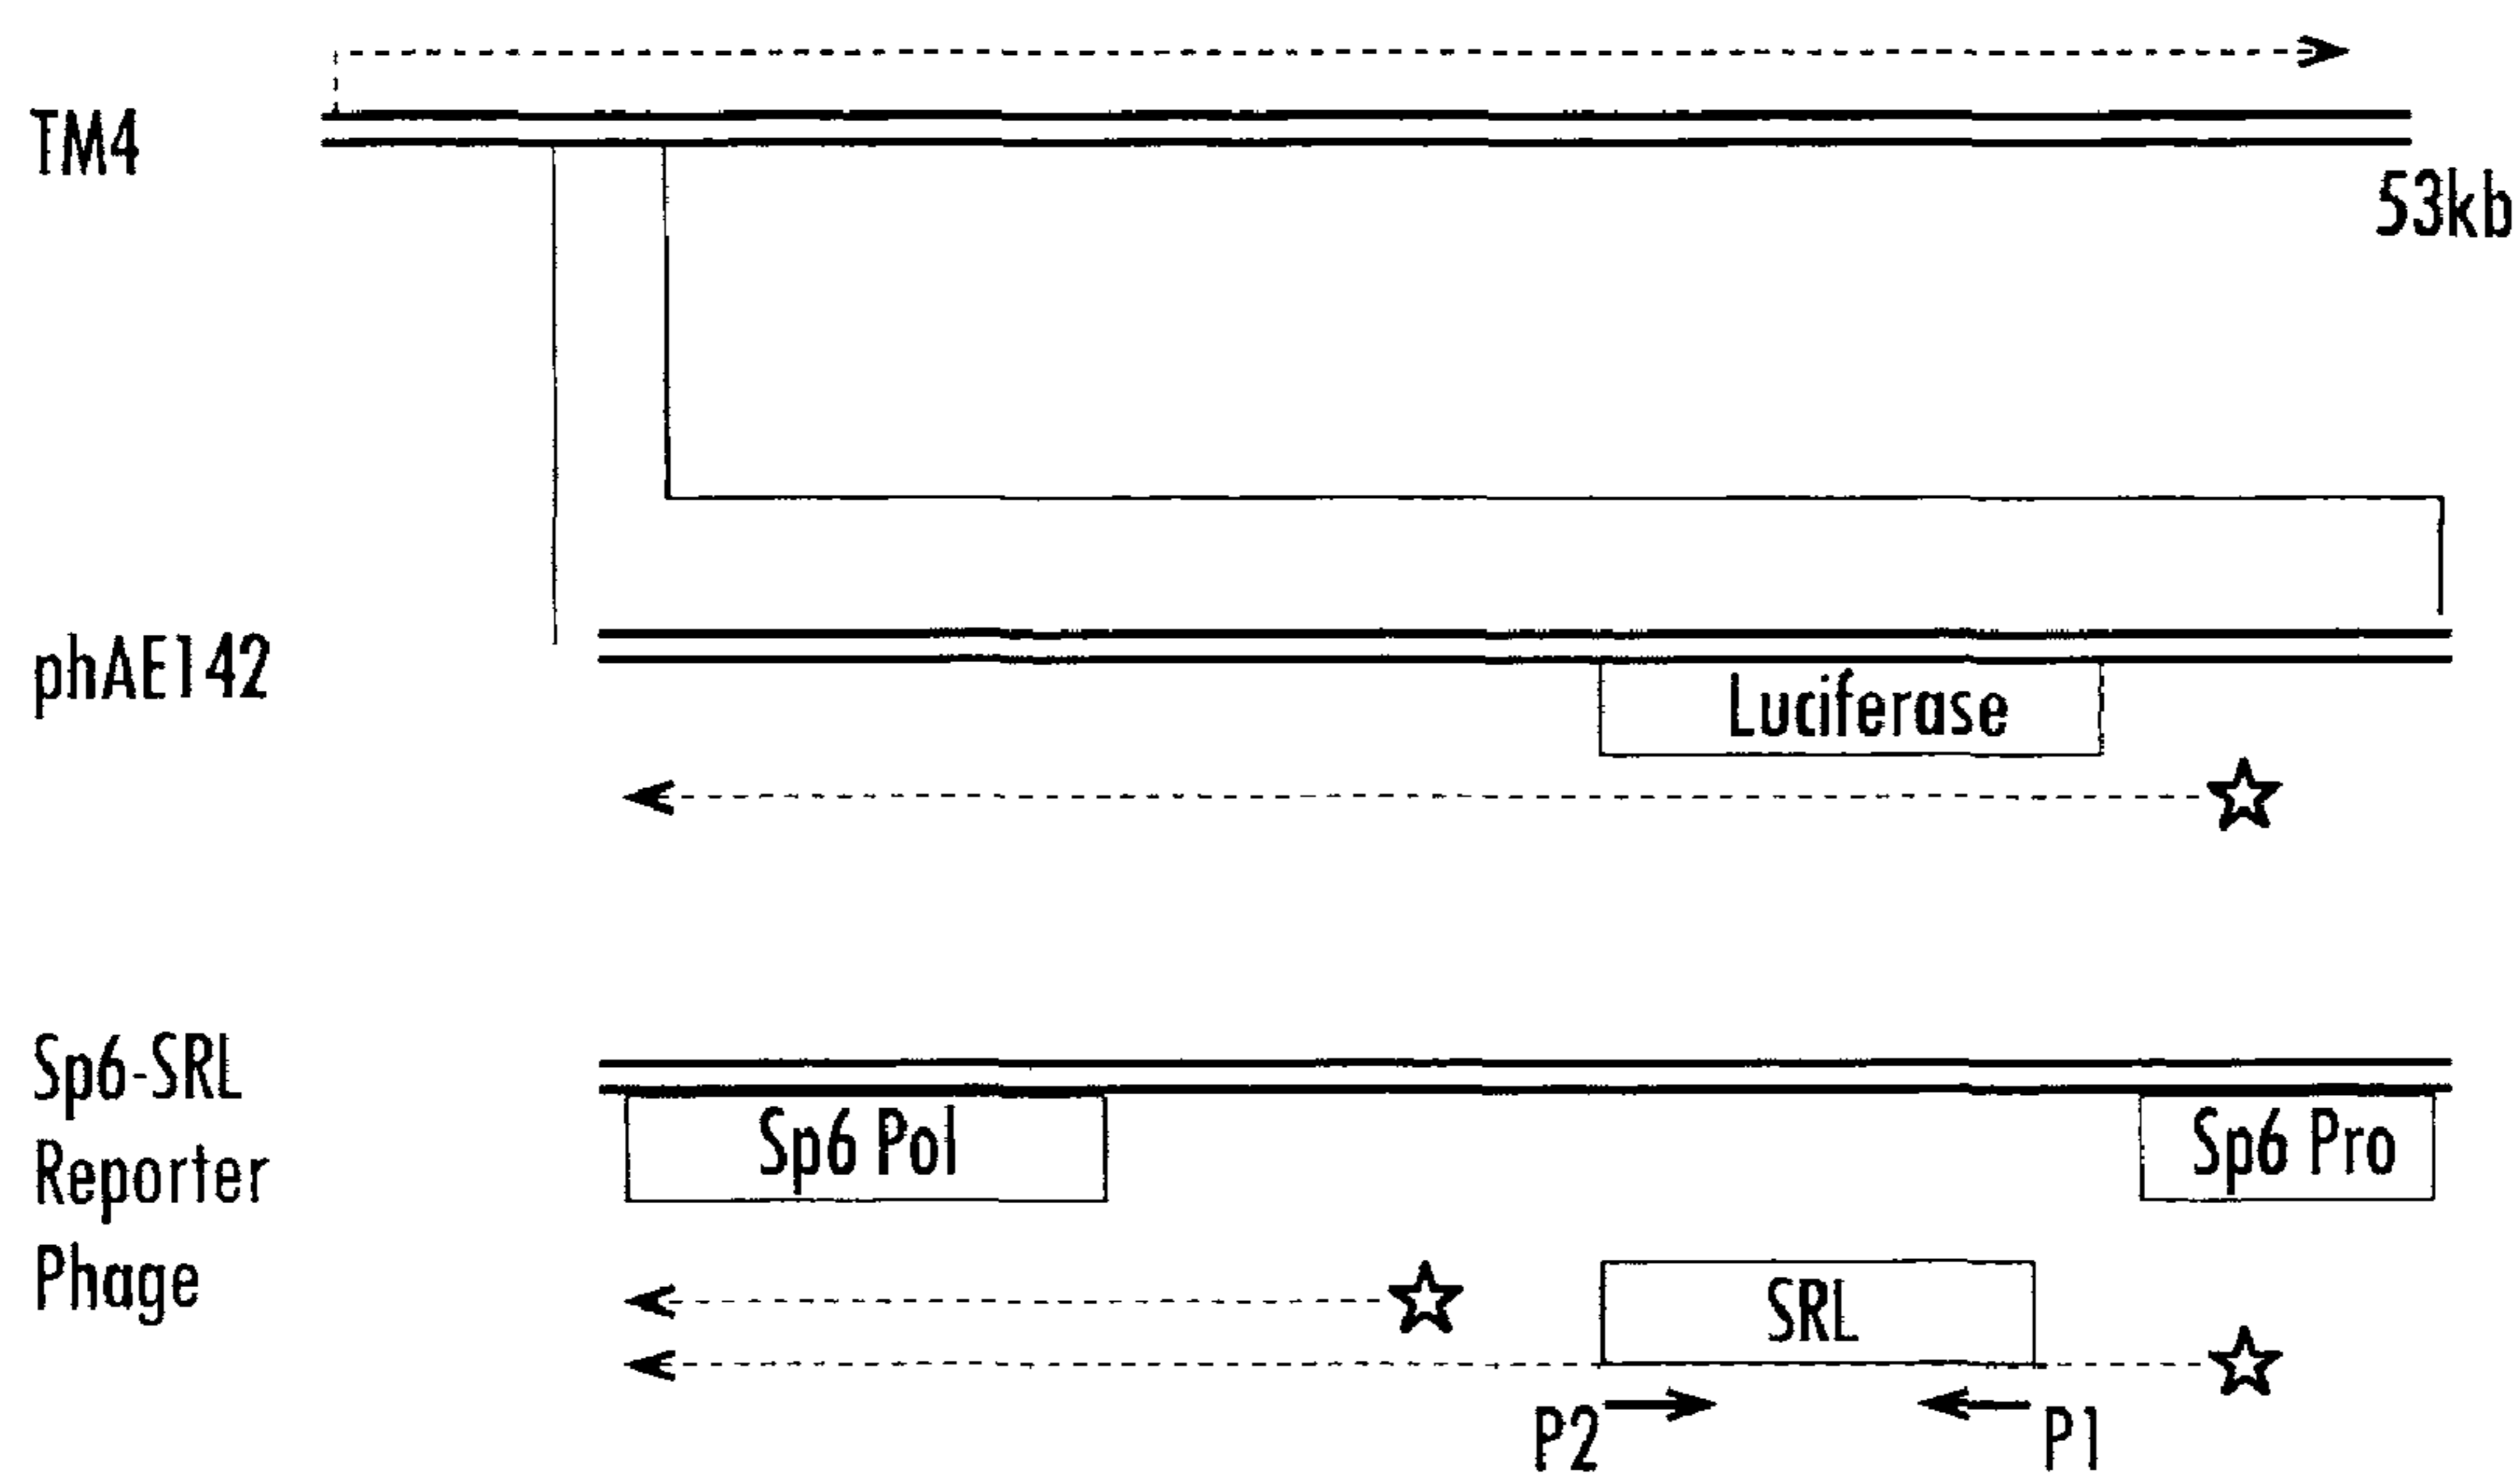 TM4
53kb
phAE142
Luciferase
Sp6-SRL
Reporter
Phage
Sp6 Pol
Sp6 Pro
SRL
P2
P1